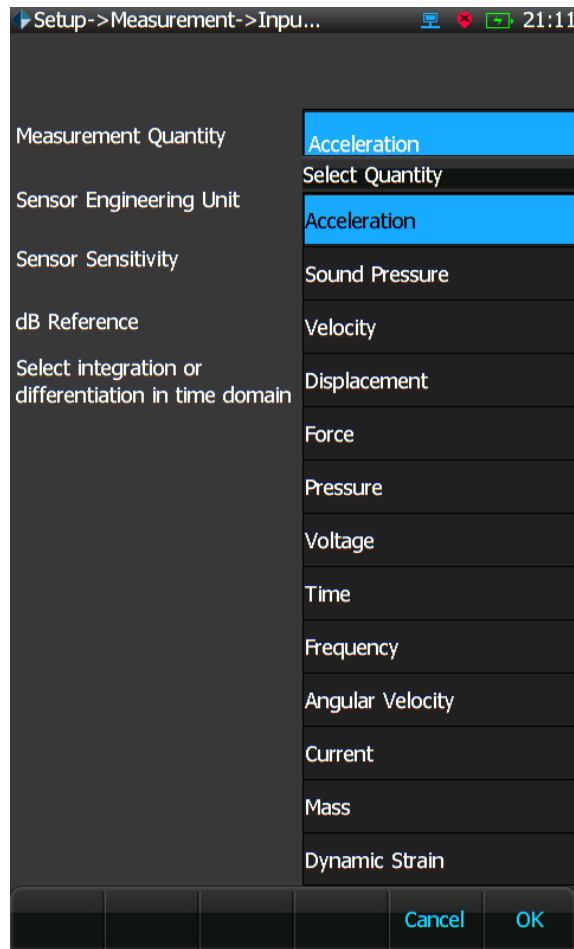 Setup->Measurement->Inpu...
21:11
Measurement Quantity
Acceleration
Select Quantity
Sensor Engineering Unit
Acceleration
Sensor Sensitivity
Sound Pressure
dB Reference
Velocity
Select integration or
differentiation in time domain
Displacement
Force
Pressure
Voltage
Time
Frequency
Angular Velocity
Current
Mass
Dynamic Strain
Cancel
OK